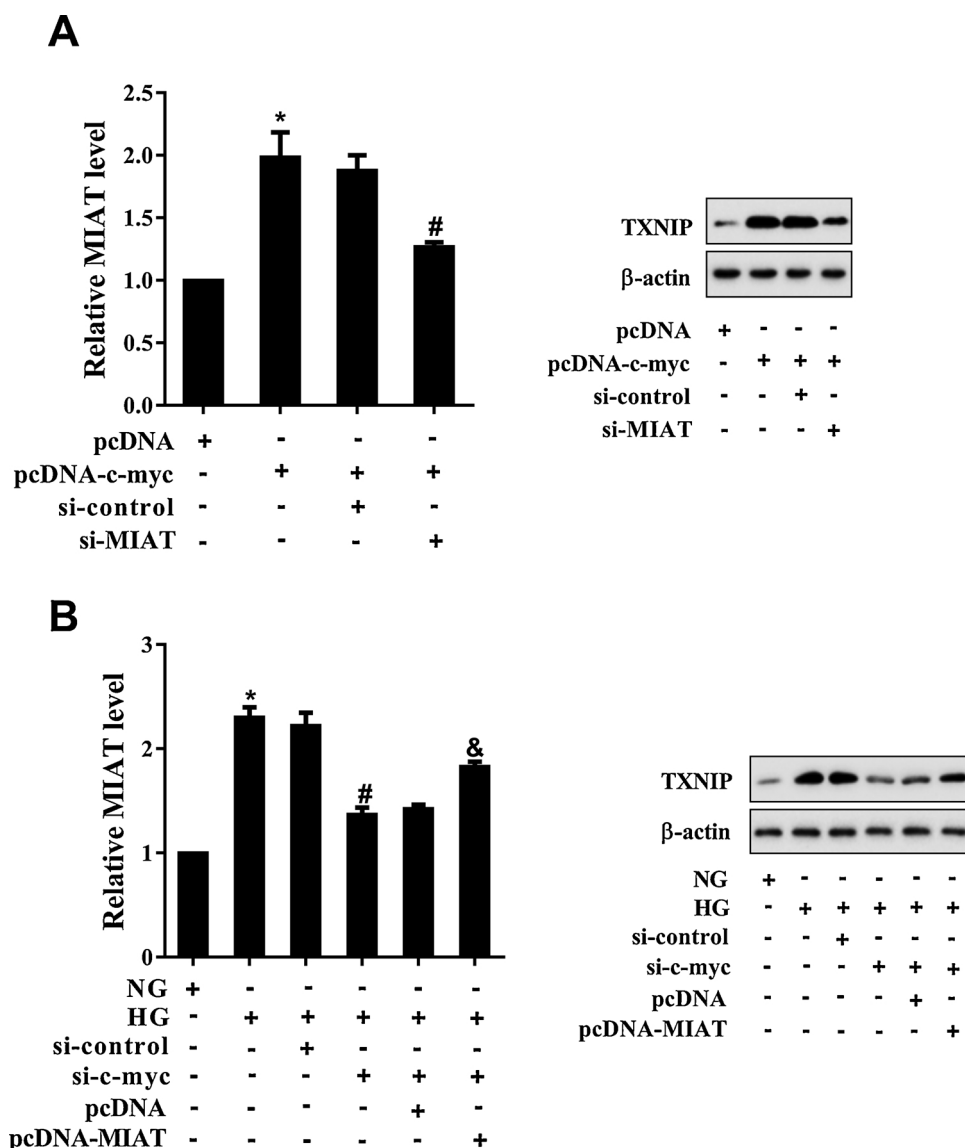 A
Relative MIAT level
2.5
2.0
1.5
1.0
0.5
0.0
*
#
pcDNA + - - -
pcDNA-c-myc - + + +
si-control - - + -
si-MIAT - - - +
TXNIP
β-actin
pcDNA + - - -
pcDNA-c-myc - + + +
si-control - - + -
si-MIAT - - - +
B
Relative MIAT level
3
2
1
0
*
#
&
NG + - - - - -
HG - + + + + +
si-control - - + - - -
si-c-myc - - - + + +
pcDNA - - - - + -
pcDNA-MIAT - - - - - +
TXNIP
β-actin
NG + - - - - -
HG - + + + + +
si-control - - + - - -
si-c-myc - - - + + +
pcDNA - - - - + -
pcDNA-MIAT - - - - - +